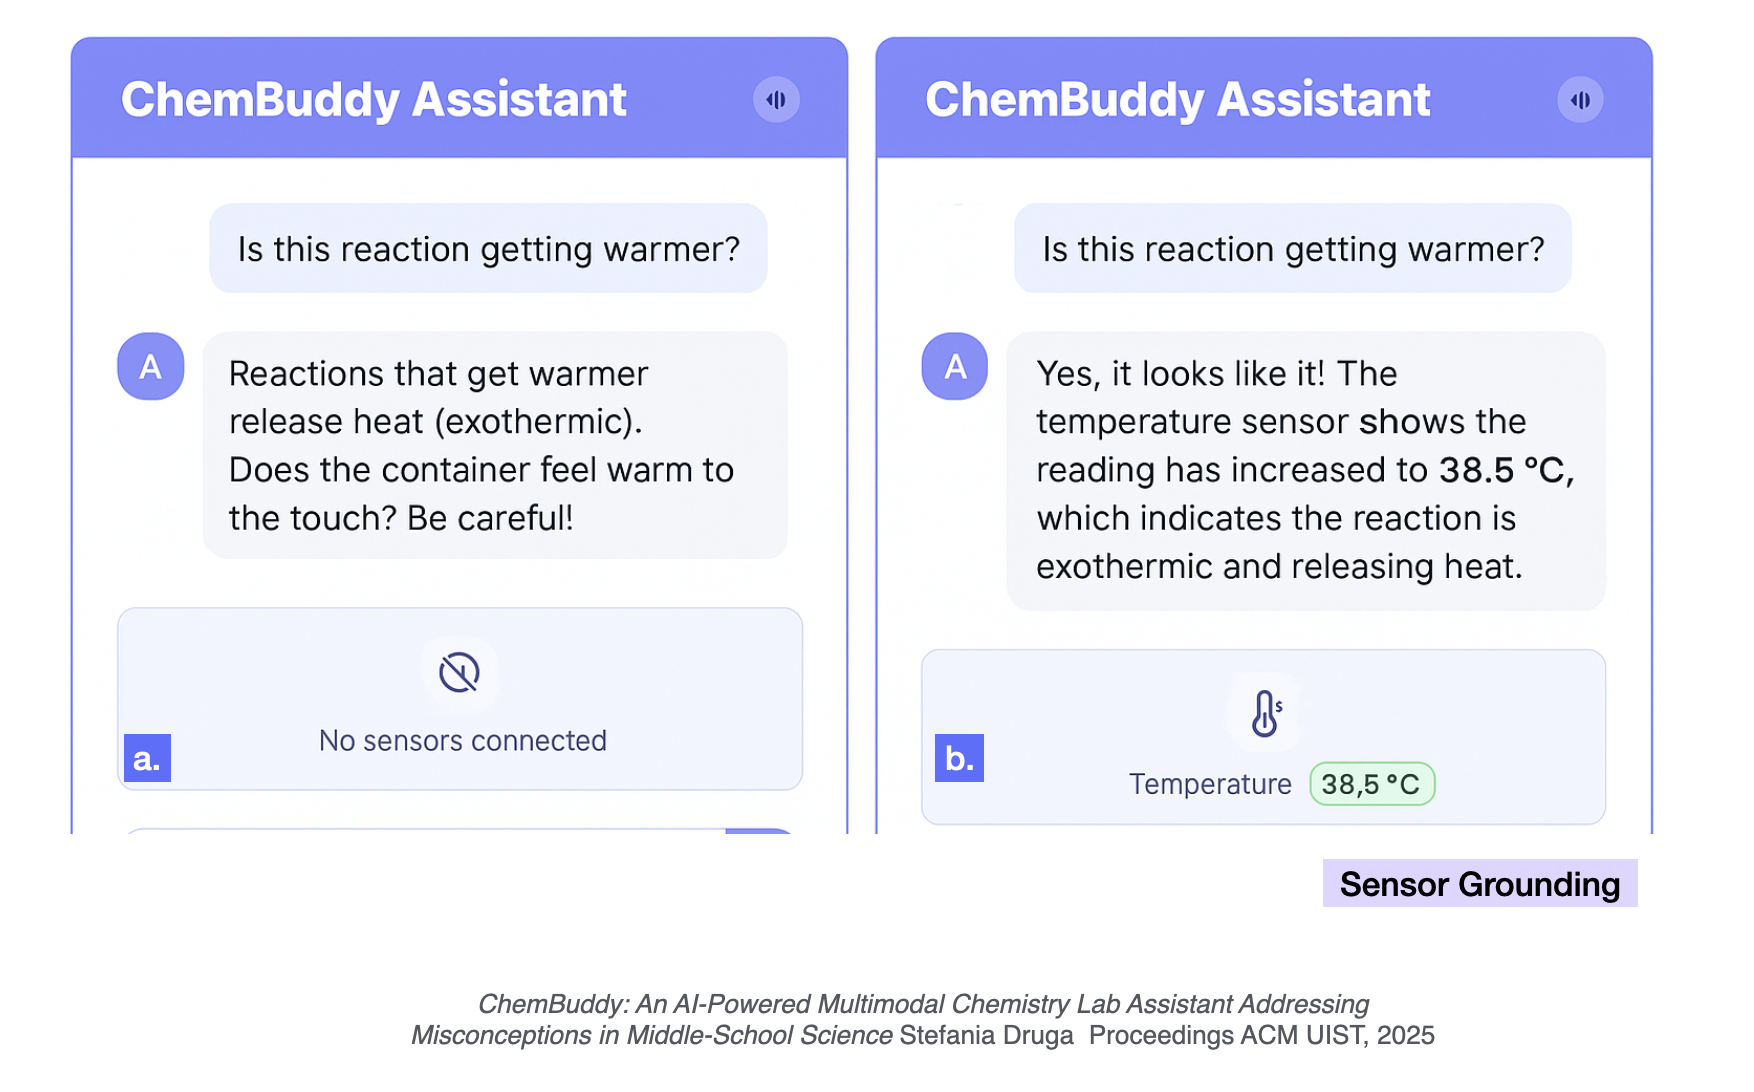 ChemBuddy Assistant
Is this reaction getting warmer?
A
Reactions that get warmer
release heat (exothermic).
Does the container feel warm to
the touch? Be careful!
No sensors connected
a.
ChemBuddy Assistant
Is this reaction getting warmer?
A
Yes, it looks like it! The
temperature sensor shows the
reading has increased to 38.5 °C,
which indicates the reaction is
exothermic and releasing heat.
$
b.
Temperature 38,5 °C
Sensor Grounding
ChemBuddy: An AI-Powered Multimodal Chemistry Lab Assistant Addressing
Misconceptions in Middle-School Science Stefania Druga Proceedings ACM UIST, 2025